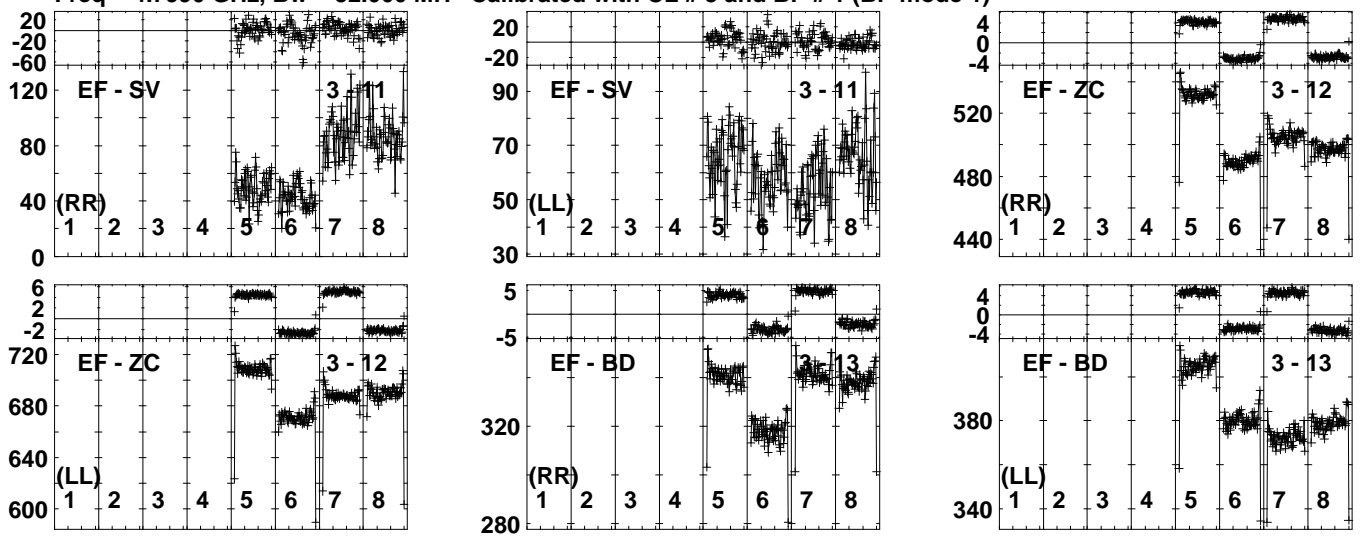 20
-20
-60
120
80
40
0
EF - SV 3 - 11
(RR)
1 2 3 4 5 6 7 8
20
-20
90
70
50
30
EF - SV 3 - 11
(LL)
1 2 3 4 5 6 7 8
4
0
-4
520
480
440
EF - ZC 3 - 12
(RR)
1 2 3 4 5 6 7 8
6
2
-2
720
680
640
600
EF - ZC 3 - 12
(LL)
1 2 3 4 5 6 7 8
5
-5
320
280
EF - BD 3 - 13
(RR)
1 2 3 4 5 6 7 8
4
0
-4
380
340
EF - BD 3 - 13
(LL)
1 2 3 4 5 6 7 8